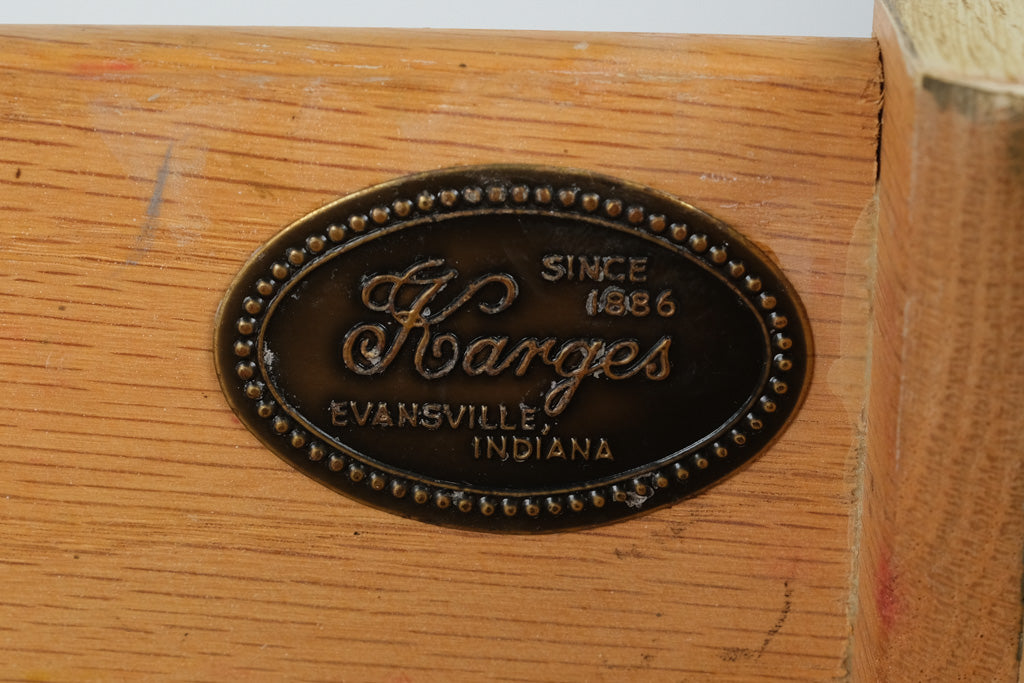 SINCE
1886
Karges
EVANSVILLE,
INDIANA